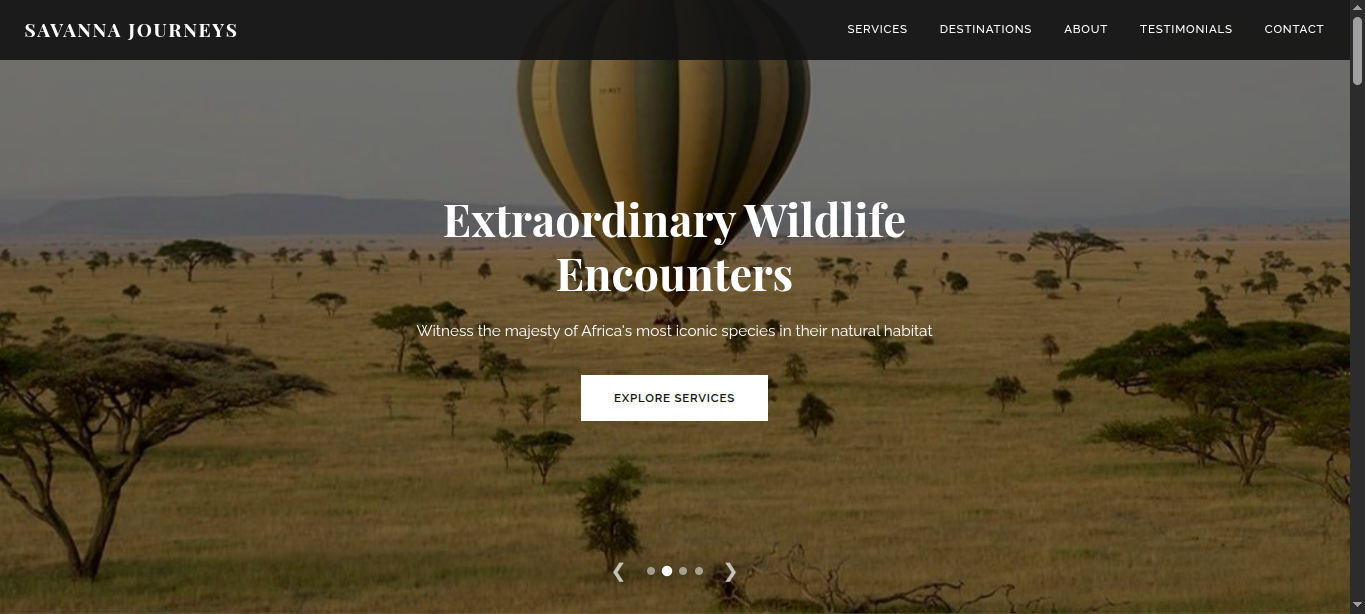 SAVANNA JOURNEYS
SERVICES DESTINATIONS ABOUT TESTIMONIALS CONTACT
Extraordinary Wildlife
Encounters
Witness the majesty of Africa's most iconic species in their natural habitat
EXPLORE SERVICES